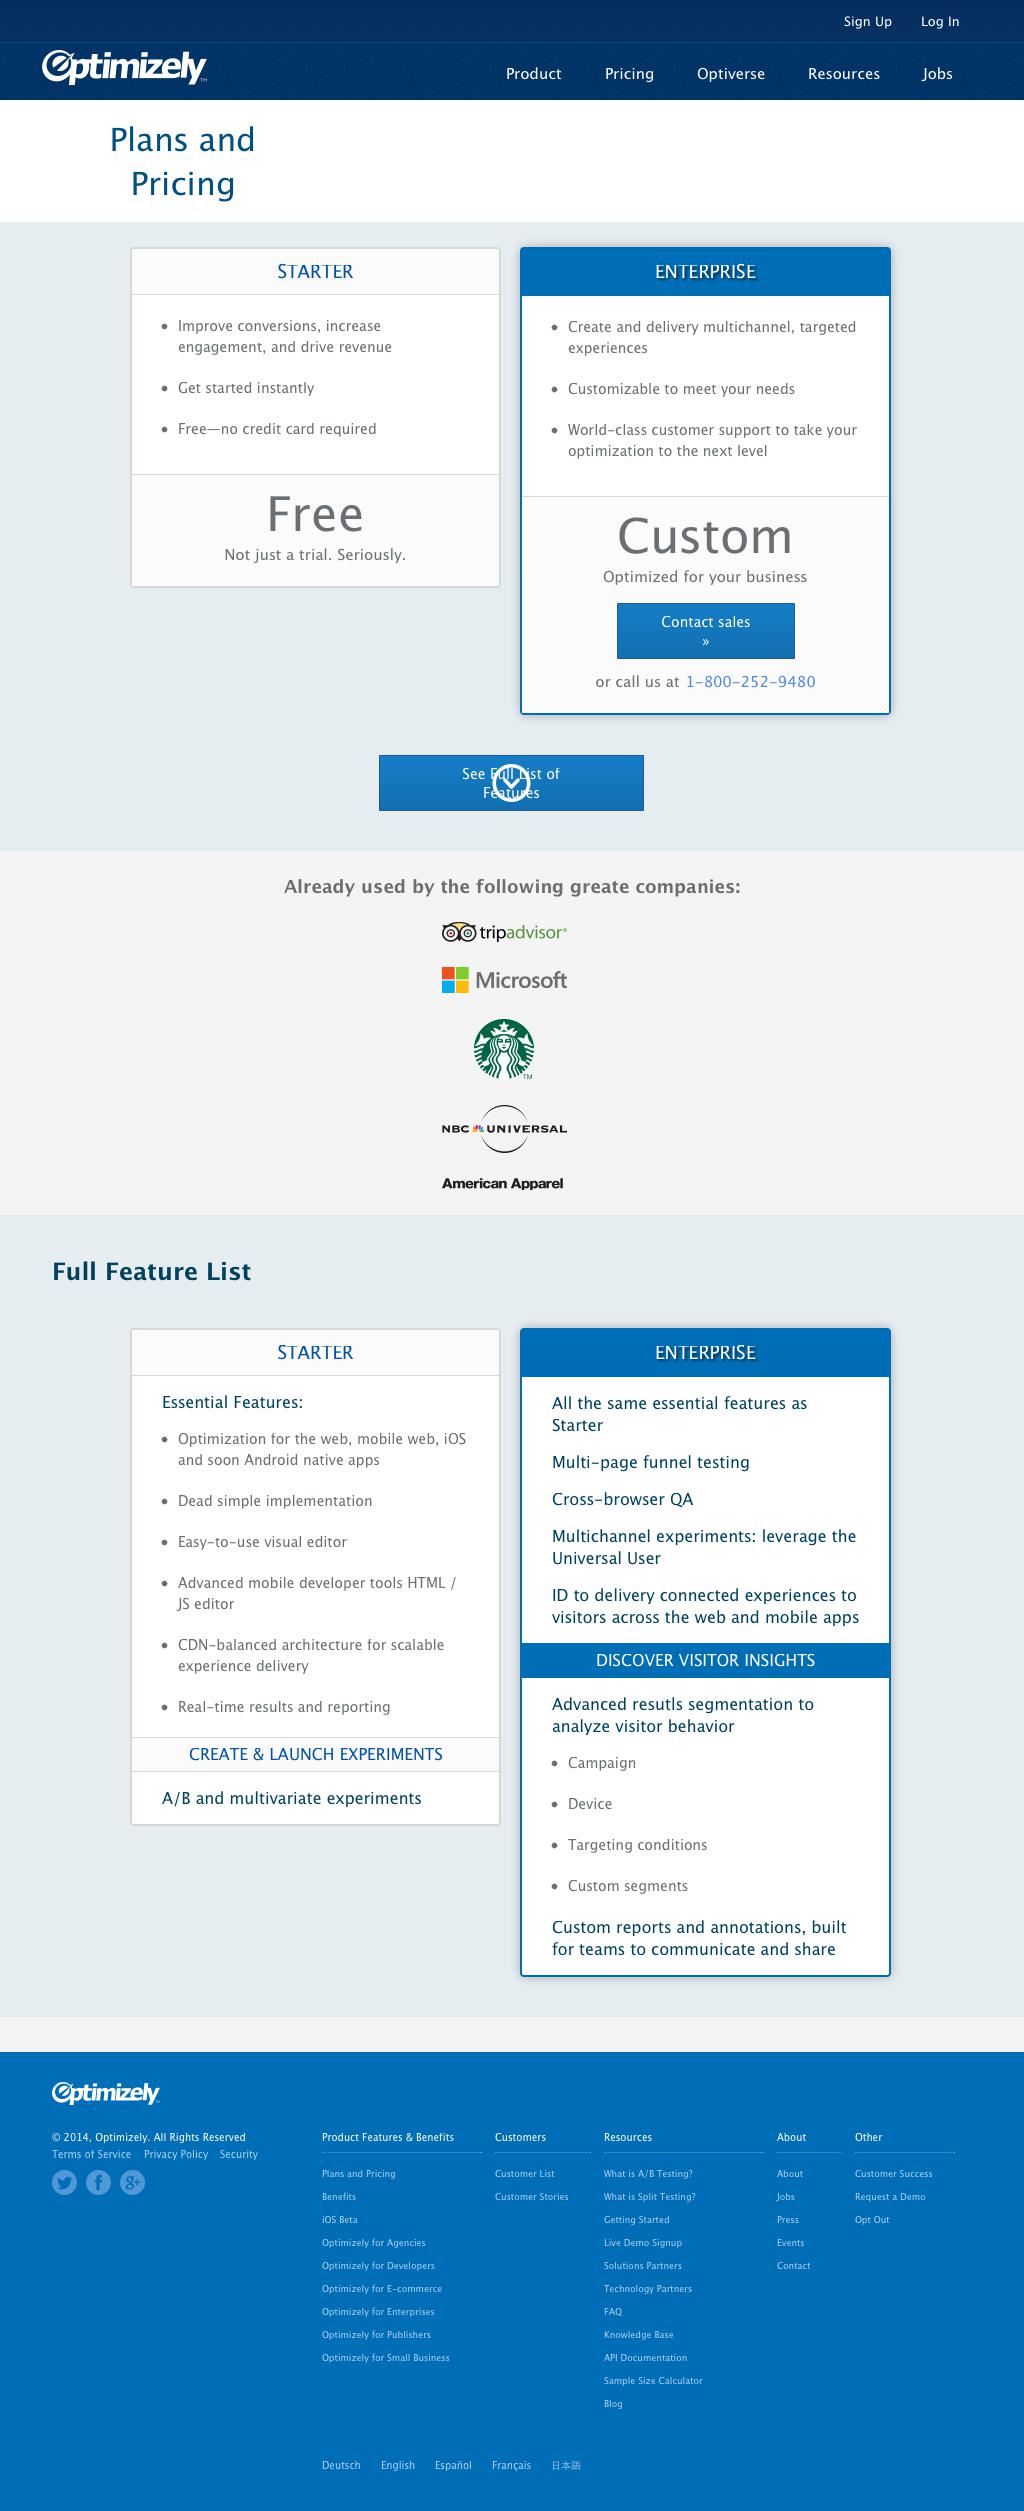 Sign Up Log In
Optimizely™
Product Pricing Optiverse Resources Jobs
Plans and
Pricing
STARTER
• Improve conversions, increase
engagement, and drive revenue
• Get started instantly
• Free—no credit card required
Free
Not just a trial. Seriously.
ENTERPRISE
• Create and delivery multichannel, targeted
experiences
• Customizable to meet your needs
• World-class customer support to take your
optimization to the next level
Custom
Optimized for your business
Contact sales
»
or call us at 1-800-252-9480
See Full List of
Features
Already used by the following greate companies:
tripadvisor®
Microsoft
TM
NBC UNIVERSAL
American Apparel
Full Feature List
STARTER
Essential Features:
• Optimization for the web, mobile web, iOS
and soon Android native apps
• Dead simple implementation
• Easy-to-use visual editor
• Advanced mobile developer tools HTML /
JS editor
• CDN-balanced architecture for scalable
experience delivery
• Real-time results and reporting
CREATE & LAUNCH EXPERIMENTS
A/B and multivariate experiments
ENTERPRISE
All the same essential features as
Starter
Multi-page funnel testing
Cross-browser QA
Multichannel experiments: leverage the
Universal User
ID to delivery connected experiences to
visitors across the web and mobile apps
DISCOVER VISITOR INSIGHTS
Advanced resutls segmentation to
analyze visitor behavior
• Campaign
• Device
• Targeting conditions
• Custom segments
Custom reports and annotations, built
for teams to communicate and share
Optimizely
© 2014, Optimizely. All Rights Reserved
Terms of Service Privacy Policy Security
Product Features & Benefits
Plans and Pricing
Benefits
iOS Beta
Optimizely for Agencies
Optimizely for Developers
Optimizely for E-commerce
Optimizely for Enterprises
Optimizely for Publishers
Optimizely for Small Business
Customers
Customer List
Customer Stories
Resources
What is A/B Testing?
What is Split Testing?
Getting Started
Live Demo Signup
Solutions Partners
Technology Partners
FAQ
Knowledge Base
API Documentation
Sample Size Calculator
Blog
About
About
Jobs
Press
Events
Contact
Other
Customer Success
Request a Demo
Opt Out
Deutsch English Español Français 日本語